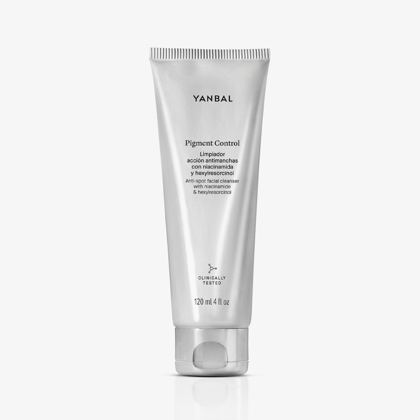 YANBAL
Pigment Control
Limpiador
acción antimanchas
con niacinamida
y hexylresorcinol
Anti-spot facial cleanser
with niacinamide
& hexylresorcinol
CLINICALLY
TESTED
120 ml 4 fl oz